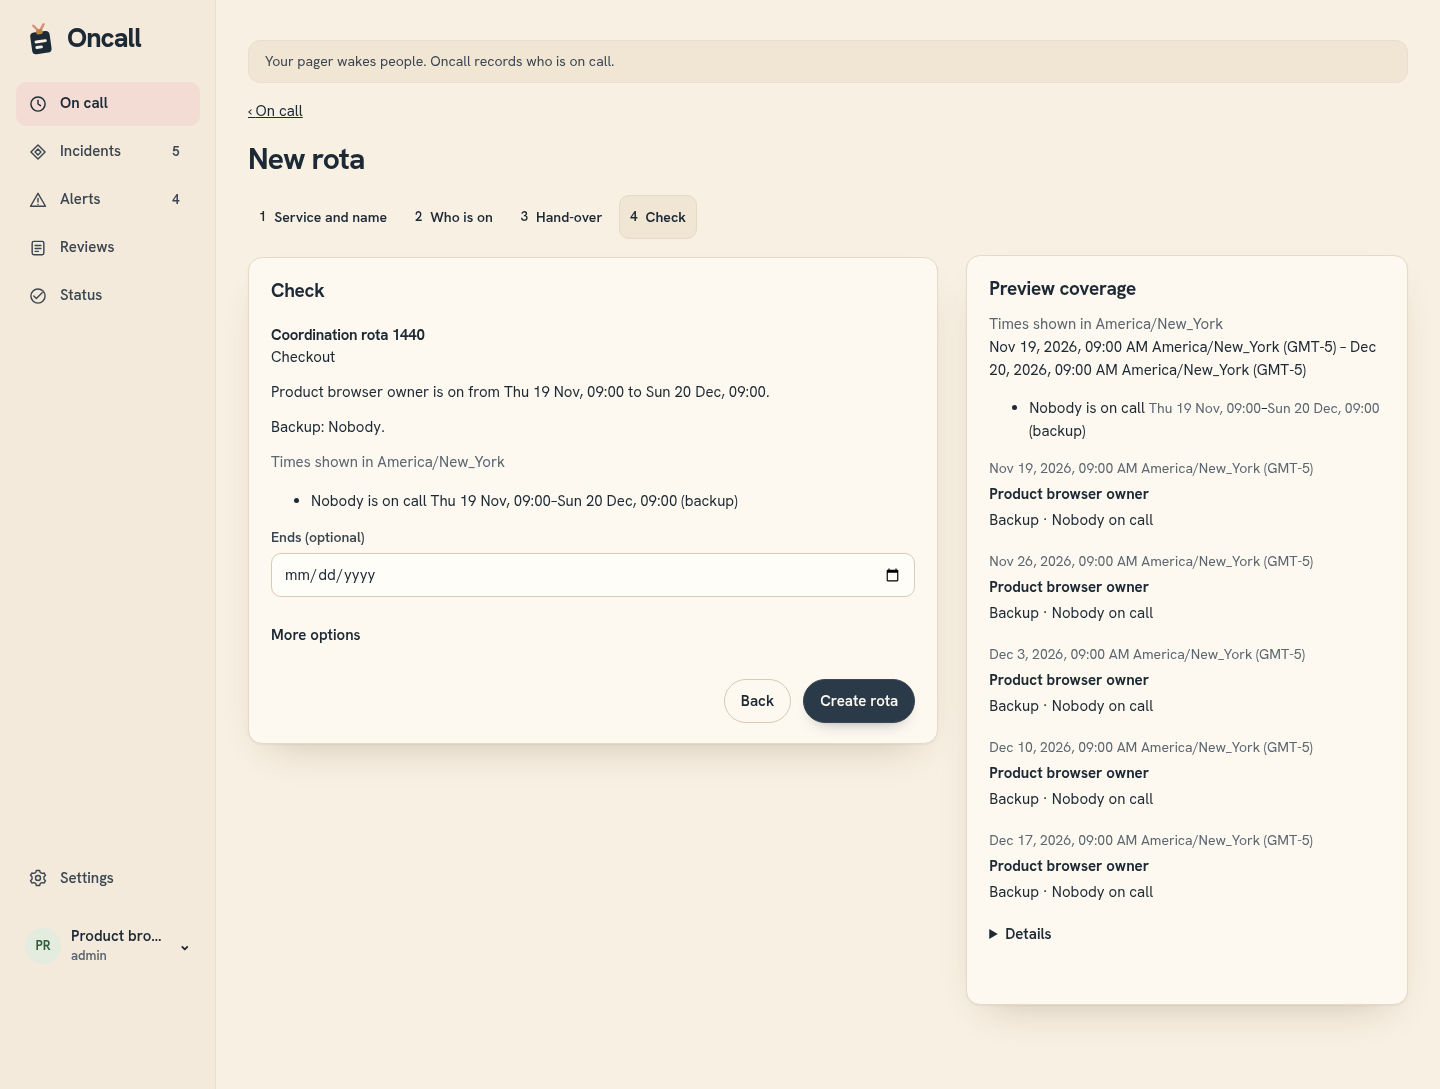 Oncall
On call
Incidents 5
Alerts 4
Reviews
Status
Settings
PR
Product bro...
admin
Your pager wakes people. Oncall records who is on call.
‹ On call
New rota
1 Service and name
2 Who is on
3 Hand-over
4 Check
Check
Coordination rota 1440
Checkout
Product browser owner is on from Thu 19 Nov, 09:00 to Sun 20 Dec, 09:00.
Backup: Nobody.
Times shown in America/New_York
• Nobody is on call Thu 19 Nov, 09:00–Sun 20 Dec, 09:00 (backup)
Ends (optional)
mm/dd/yyyy
More options
Back
Create rota
Preview coverage
Times shown in America/New_York
Nov 19, 2026, 09:00 AM America/New_York (GMT-5) – Dec
20, 2026, 09:00 AM America/New_York (GMT-5)
• Nobody is on call Thu 19 Nov, 09:00–Sun 20 Dec, 09:00
(backup)
Nov 19, 2026, 09:00 AM America/New_York (GMT-5)
Product browser owner
Backup · Nobody on call
Nov 26, 2026, 09:00 AM America/New_York (GMT-5)
Product browser owner
Backup · Nobody on call
Dec 3, 2026, 09:00 AM America/New_York (GMT-5)
Product browser owner
Backup · Nobody on call
Dec 10, 2026, 09:00 AM America/New_York (GMT-5)
Product browser owner
Backup · Nobody on call
Dec 17, 2026, 09:00 AM America/New_York (GMT-5)
Product browser owner
Backup · Nobody on call
Details